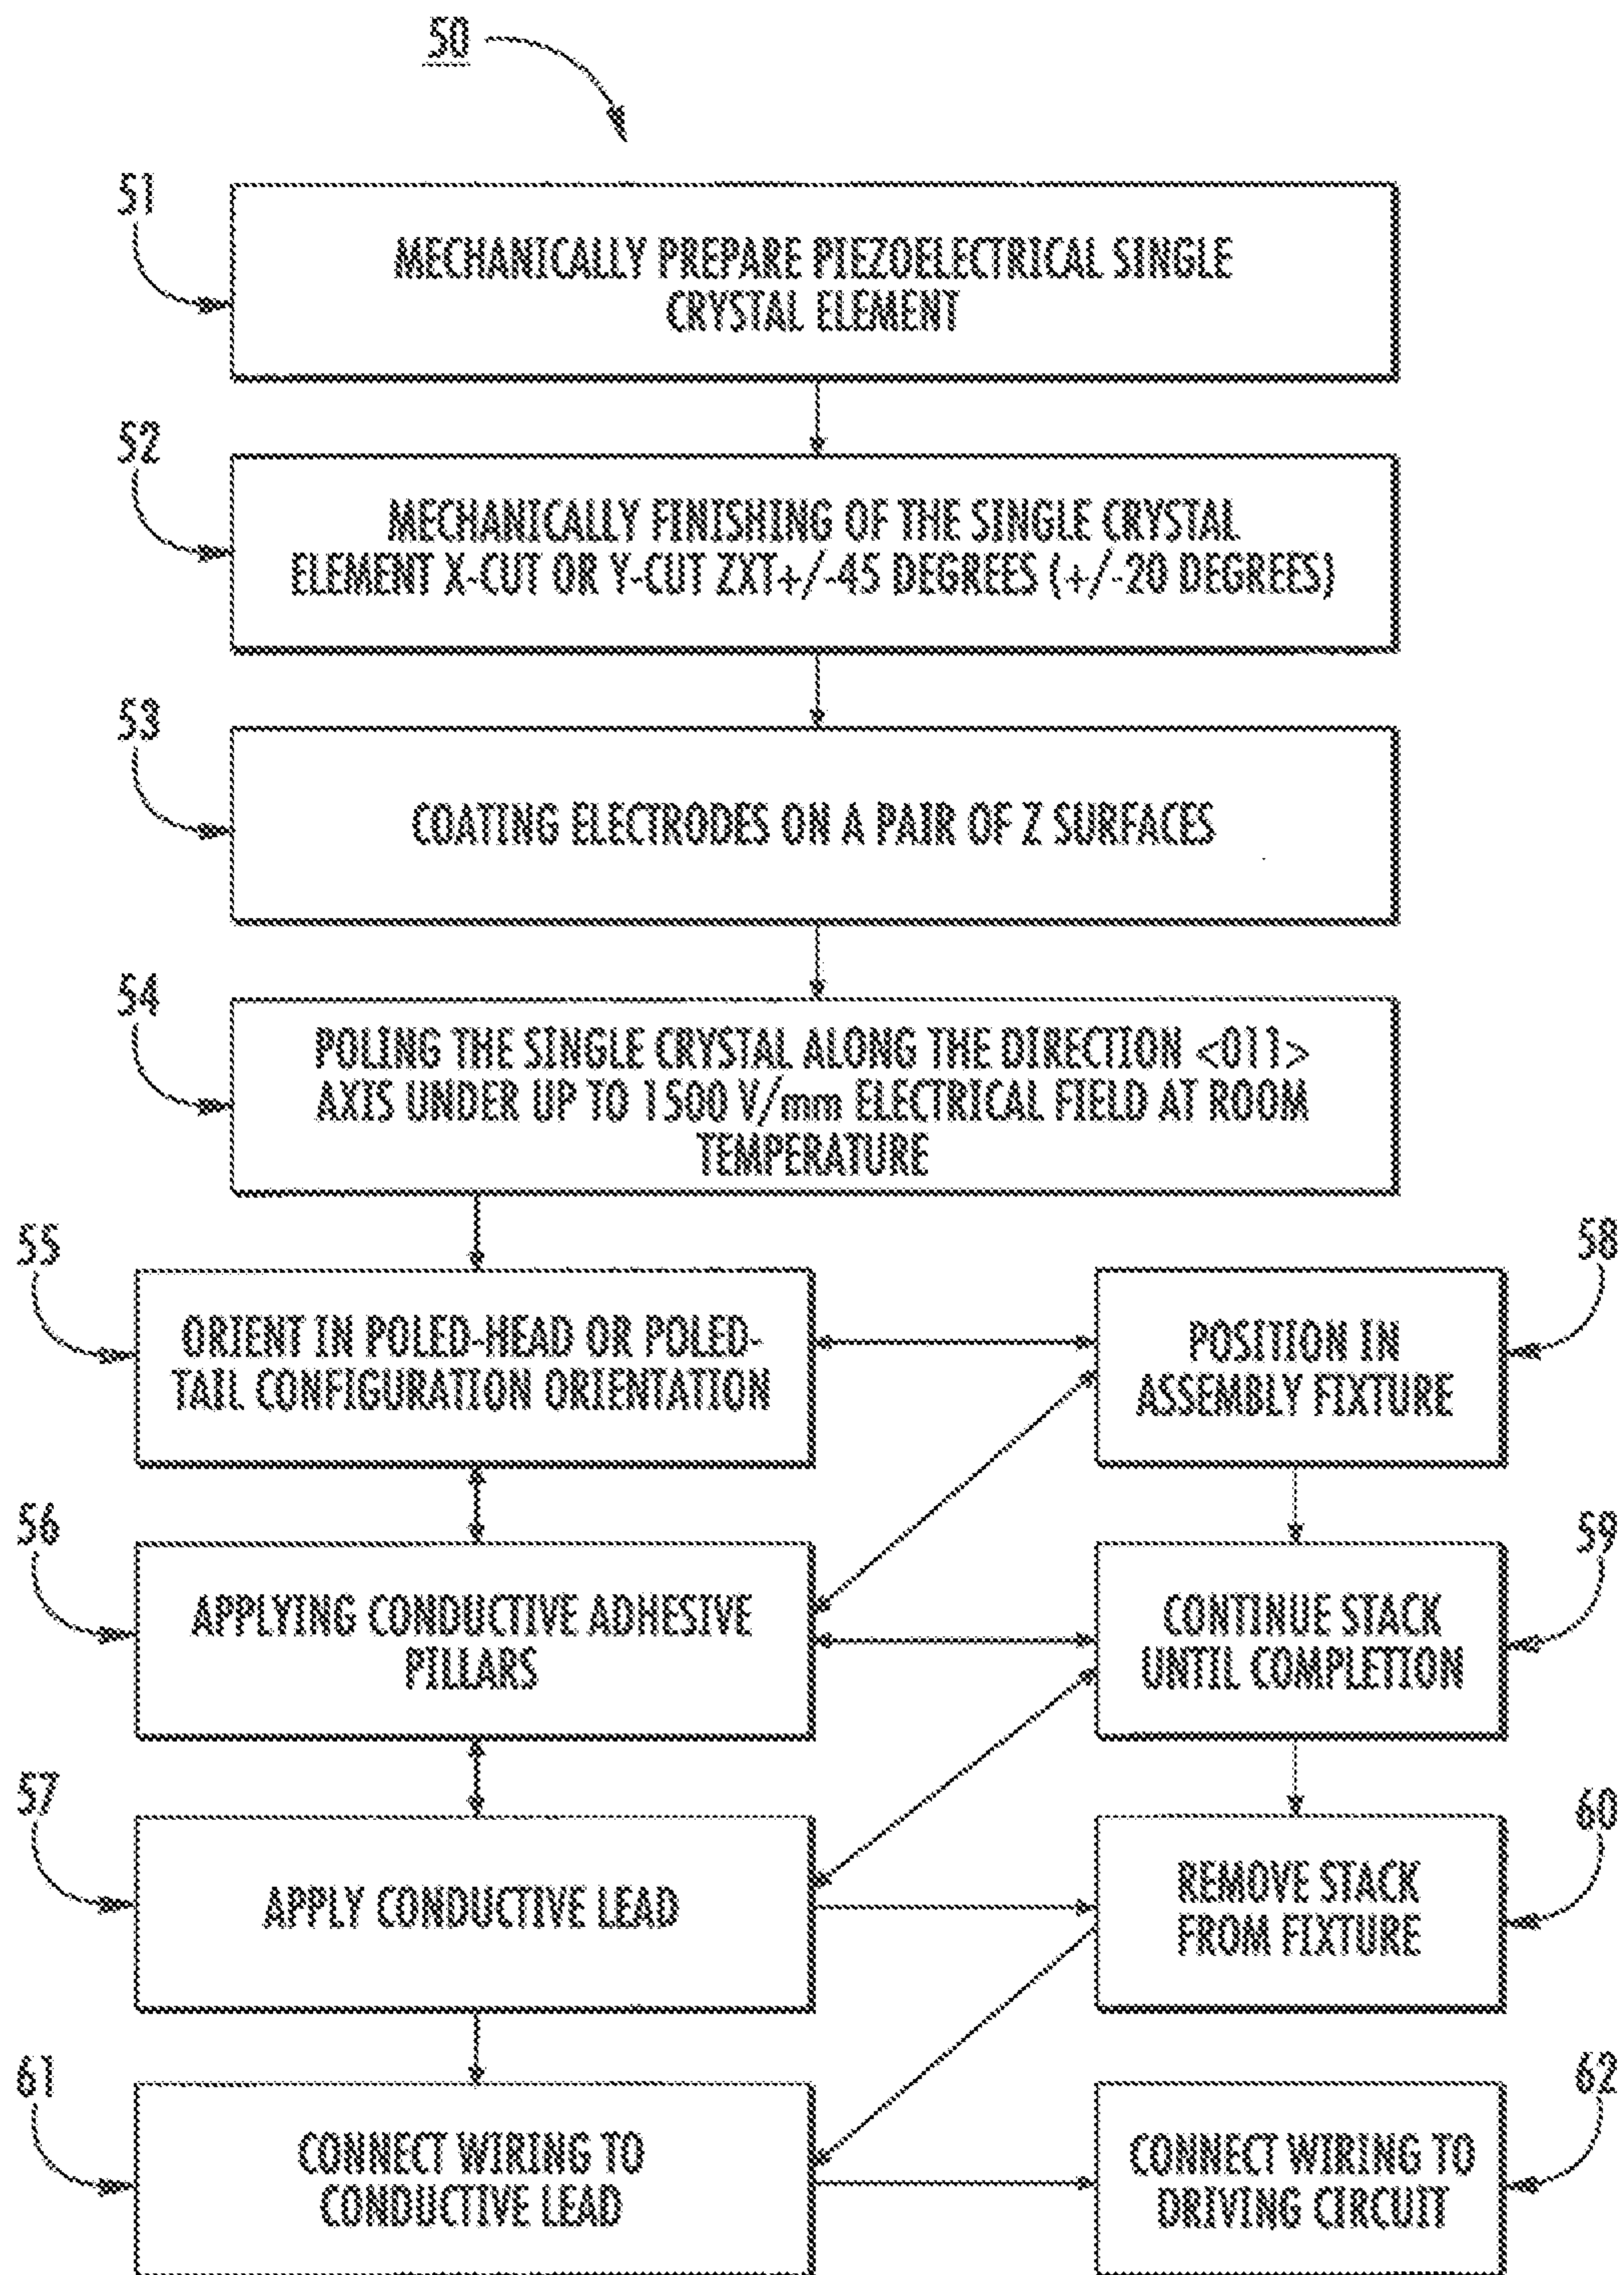 50
51
MECHANICALLY PREPARE PIEZOELECTRICAL SINGLE
CRYSTAL ELEMENT
52
MECHANICALLY FINISHING OF THE SINGLE CRYSTAL
ELEMENT X-CUT OR Y-CUT ZXT+/-45 DEGREES (+/-20 DEGREES)
53
COATING ELECTRODES ON A PAIR OF Z SURFACES
54
POLING THE SINGLE CRYSTAL ALONG THE DIRECTION <011>
AXIS UNDER UP TO 1500 V/mm ELECTRICAL FIELD AT ROOM
TEMPERATURE
55
ORIENT IN POLED-HEAD OR POLED-
TAIL CONFIGURATION ORIENTATION
58
POSITION IN
ASSEMBLY FIXTURE
56
APPLYING CONDUCTIVE ADHESIVE
PILLARS
59
CONTINUE STACK
UNTIL COMPLETION
57
APPLY CONDUCTIVE LEAD
60
REMOVE STACK
FROM FIXTURE
61
CONNECT WIRING TO
CONDUCTIVE LEAD
62
CONNECT WIRING TO
DRIVING CIRCUIT